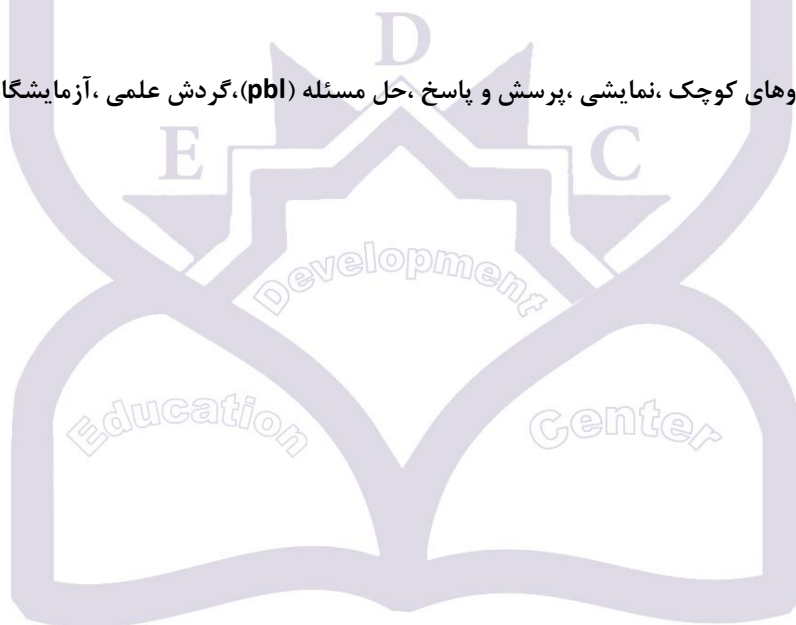 D
وهای کوچک ،نمایشی ،پرسش و پاسخ ،حل مسئله (pbl)،گردش علمی ،آزمایشگا
E C
Development
Education Center